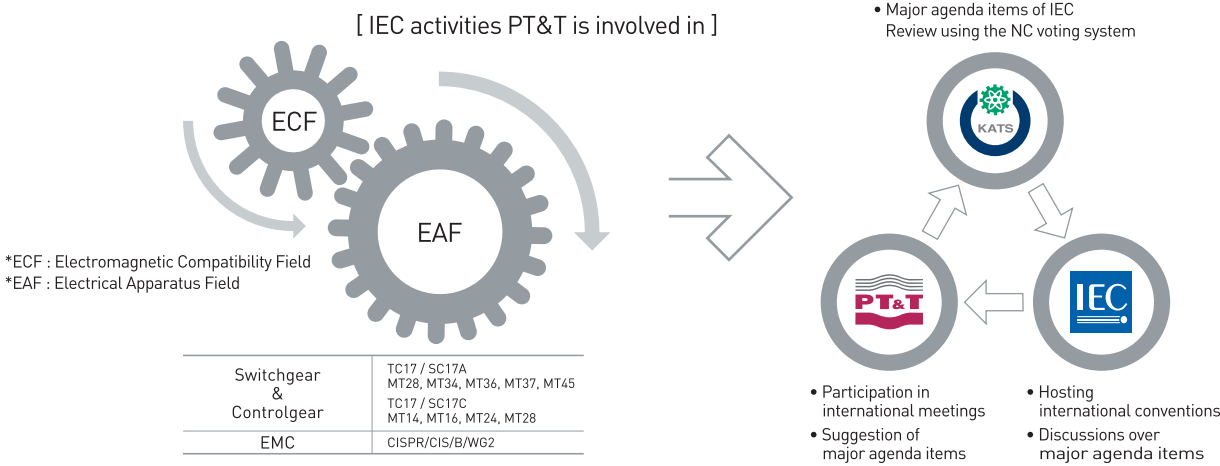 [ IEC activities PT&T is involved in ]
ECF
EAF
*ECF : Electromagnetic Compatibility Field
*EAF : Electrical Apparatus Field
Switchgear
&
Controlgear
TC17 / SC17A
MT28, MT34, MT36, MT37, MT45
TC17 / SC17C
MT14, MT16, MT24, MT28
EMC
CISPR/CIS/B/WG2
• Major agenda items of IEC
Review using the NC voting system
KATS
PT&T
IEC
• Participation in
international meetings
• Suggestion of
major agenda items
• Hosting
international conventions
• Discussions over
major agenda items